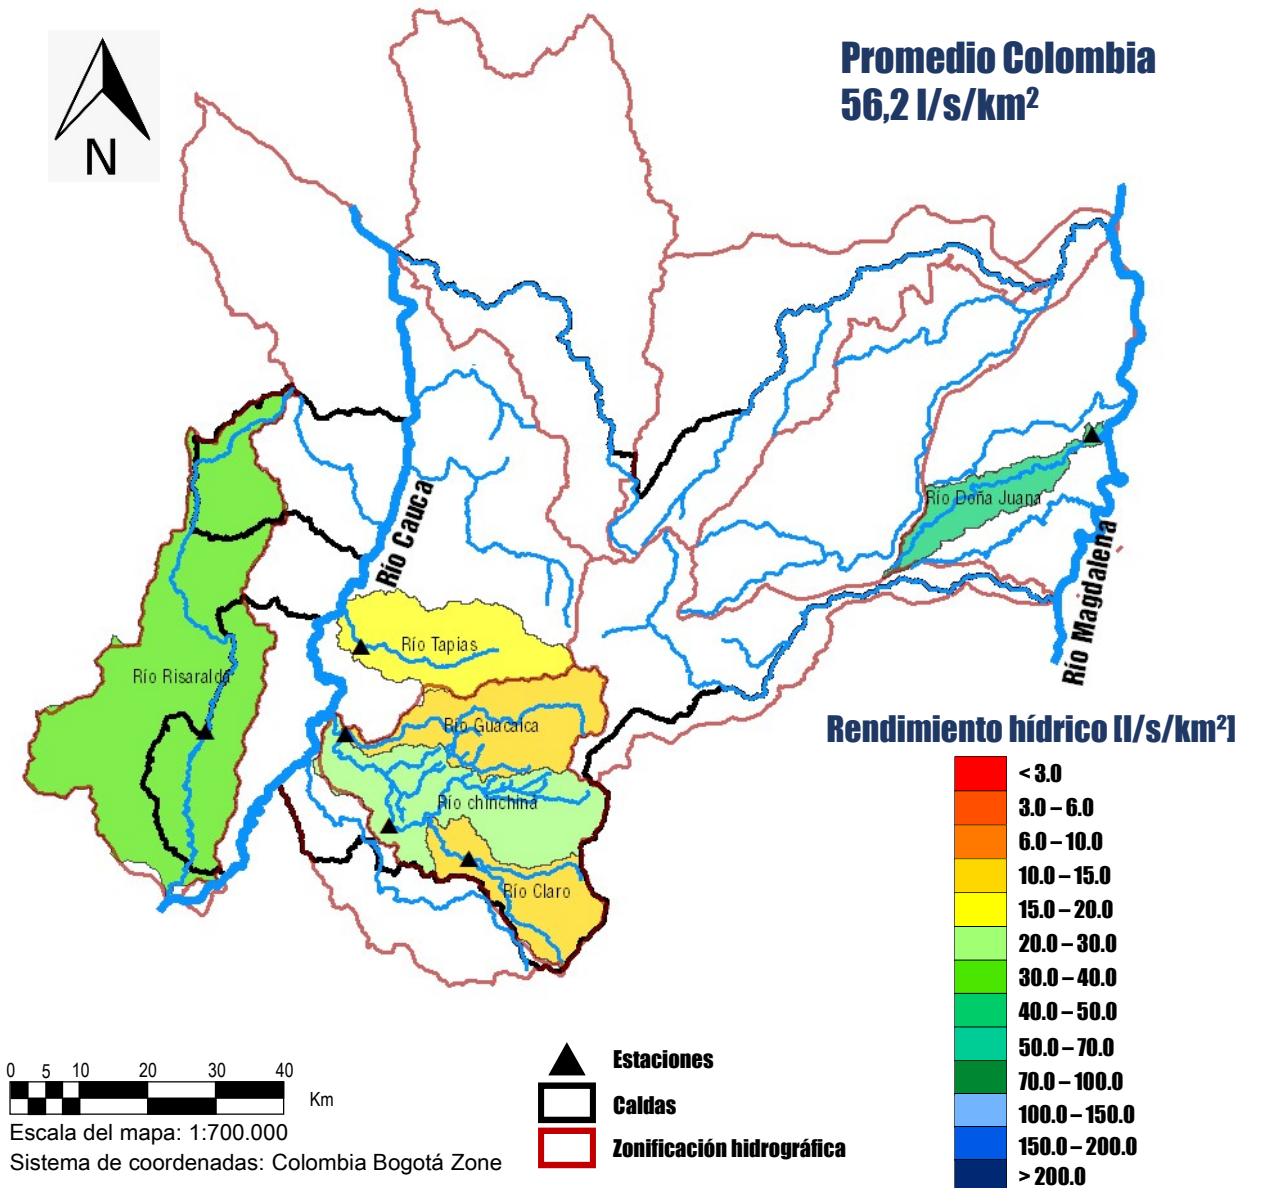 Promedio Colombia
56,2 l/s/km²
N
Río Cauca
Río Doña Juana
Río Magdalena
Río Tapias
Río Risaralda
Río Guacaica
Río chinchiná
Río Claro
Rendimiento hídrico [l/s/km²]
< 3.0
3.0 – 6.0
6.0 – 10.0
10.0 – 15.0
15.0 – 20.0
20.0 – 30.0
30.0 – 40.0
40.0 – 50.0
50.0 – 70.0
70.0 – 100.0
100.0 – 150.0
150.0 – 200.0
> 200.0
0 5 10 20 30 40
Km
Escala del mapa: 1:700.000
Sistema de coordenadas: Colombia Bogotá Zone
Estaciones
Caldas
Zonificación hidrográfica